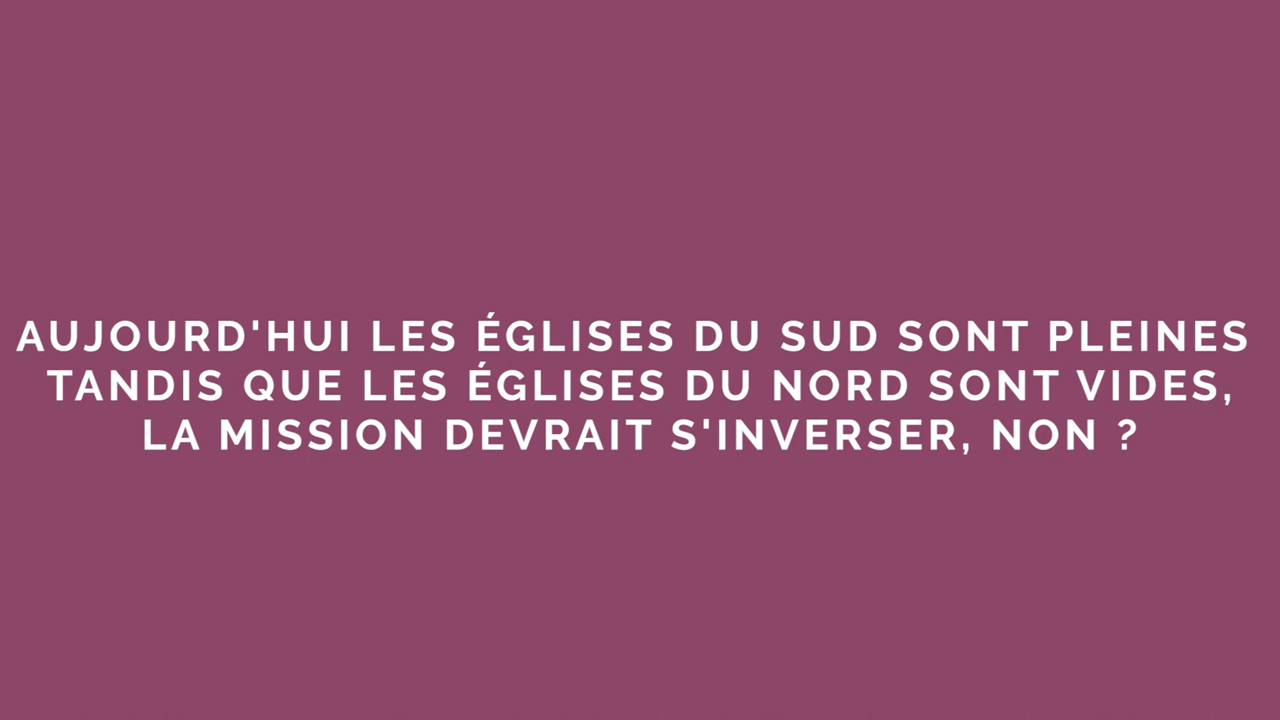 AUJOURD'HUI LES ÉGLISES DU SUD SONT PLEINES
TANDIS QUE LES ÉGLISES DU NORD SONT VIDES,
LA MISSION DEVRAIT S'INVERSER, NON ?